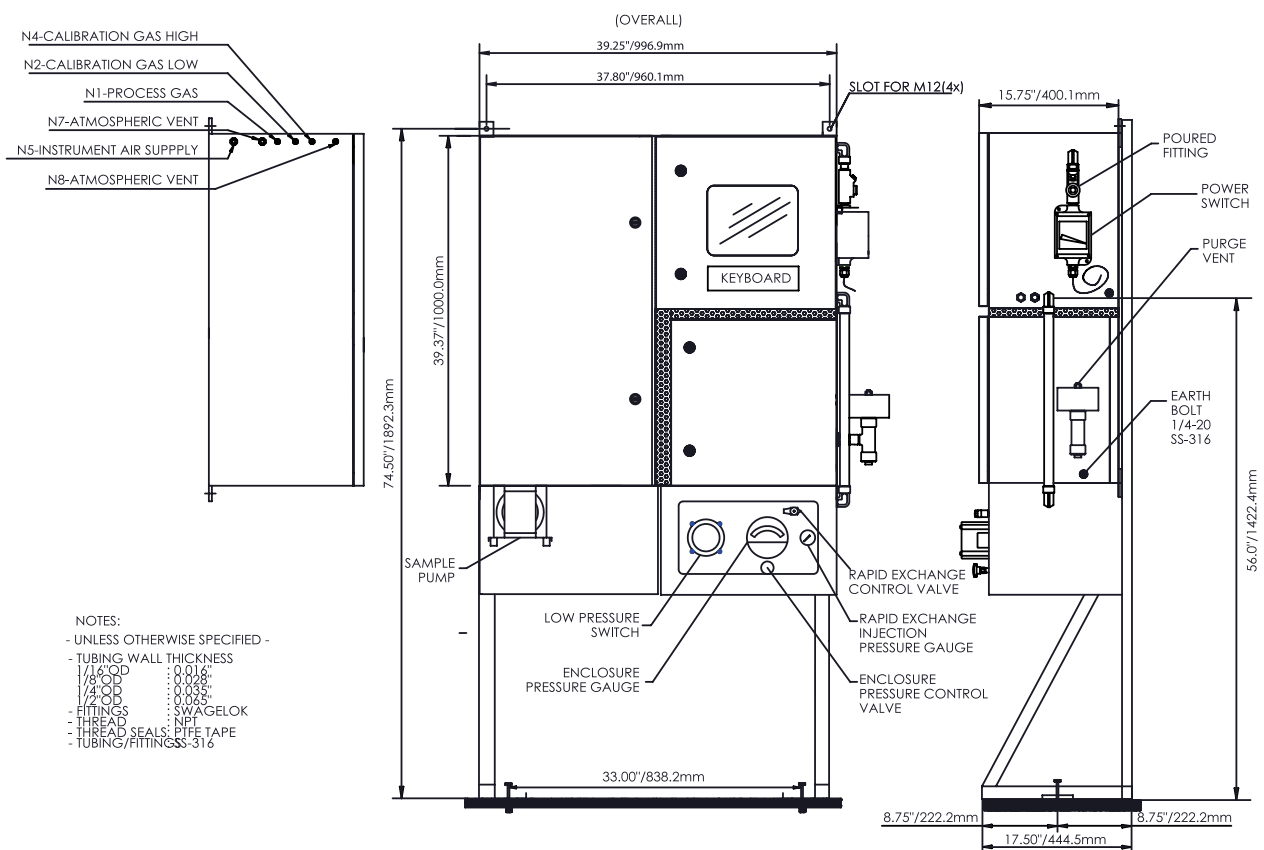 (OVERALL)
39.25"/996.9mm
37.80"/960.1mm
SLOT FOR M12(4x)
N4-CALIBRATION GAS HIGH
N2-CALIBRATION GAS LOW
N1-PROCESS GAS
N7-ATMOSPHERIC VENT
N5-INSTRUMENT AIR SUPPPLY
N8-ATMOSPHERIC VENT
KEYBOARD
39.37"/1000.0mm
74.50"/1892.3mm
15.75"/400.1mm
POURED
FITTING
POWER
SWITCH
PURGE
VENT
EARTH
BOLT
1/4-20
SS-316
56.0"/1422.4mm
SAMPLE
PUMP
LOW PRESSURE
SWITCH
ENCLOSURE
PRESSURE GAUGE
RAPID EXCHANGE
CONTROL VALVE
RAPID EXCHANGE
INJECTION
PRESSURE GAUGE
ENCLOSURE
PRESSURE CONTROL
VALVE
NOTES:
- UNLESS OTHERWISE SPECIFIED -
- TUBING WALL THICKNESS
1/16"OD : 0.016"
1/8"OD : 0.028"
1/4"OD : 0.035"
1/2"OD : 0.065"
- FITTINGS : SWAGELOK
- THREAD : NPT
- THREAD SEALS: PTFE TAPE
- TUBING/FITTINGS: SS-316
33.00"/838.2mm
8.75"/222.2mm
8.75"/222.2mm
17.50"/444.5mm